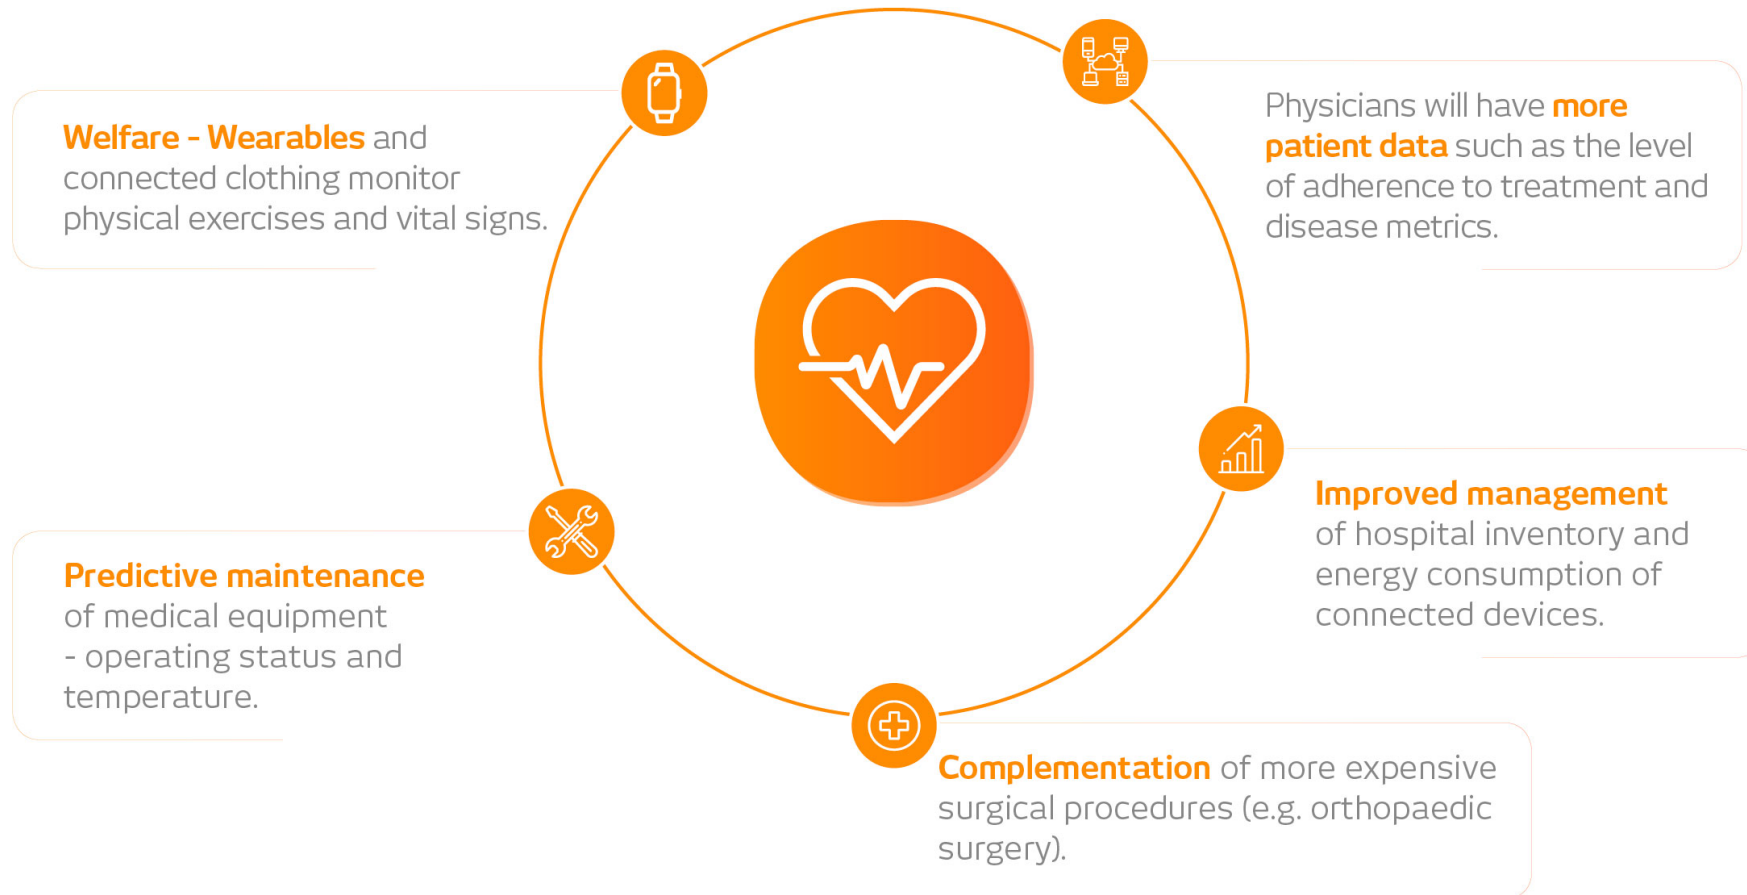 Welfare - Wearables and
connected clothing monitor
physical exercises and vital signs.
Physicians will have more
patient data such as the level
of adherence to treatment and
disease metrics.
Improved management
of hospital inventory and
energy consumption of
connected devices.
Predictive maintenance
of medical equipment
- operating status and
temperature.
Complementation of more expensive
surgical procedures (e.g. orthopaedic
surgery).